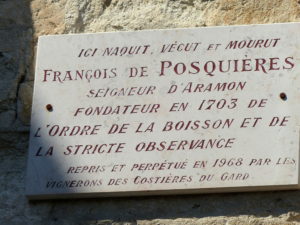 ICI NAQUIT, VÉCUT ET MOURUT
FRANÇOIS DE POSQUIÈRES
SEIGNEUR D'ARAMON
FONDATEUR EN 1703 DE
L'ORDRE DE LA BOISSON ET DE
LA STRICTE OBSERVANCE
REPRIS ET PERPÉTUÉ EN 1968 PAR LES
VIGNERONS DES COSTIÈRES DU GARD.